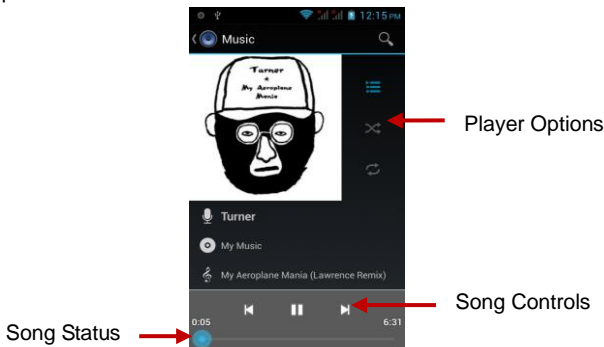 12:15 PM
Music
Turner
+
My Aeroplane
Mania
Player Options
Turner
My Music
My Aeroplane Mania (Lawrence Remix)
Song Controls
0:05
6:31
Song Status